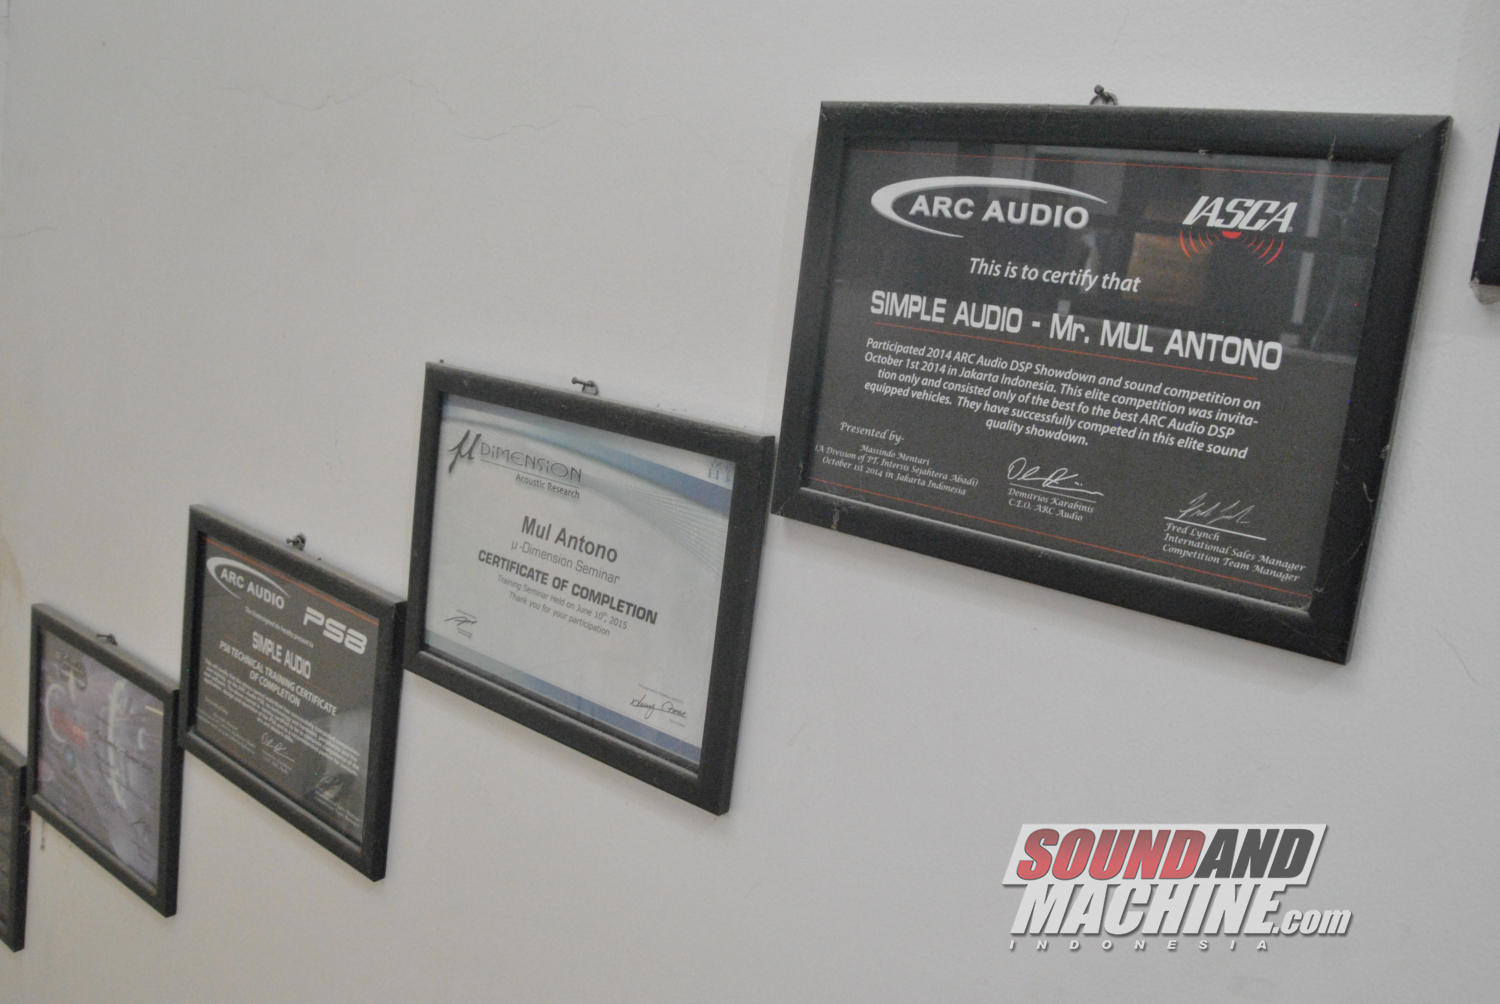 ARC AUDIO
IASCA
This is to certify that
SIMPLE AUDIO - Mr. MUL ANTONO
Participated 2014 ARC Audio DSP Showdown and sound competition on
October 1st 2014 in Jakarta Indonesia. This elite competition was invita-
tion only and consisted only of the best fo the best ARC Audio DSP
equipped vehicles. They have successfully competed in this elite sound
quality showdown.
Presented by-
Massindo Mentari
(A Division of PT. Intersis Sejahtera Abadi)
October 1st 2014 in Jakarta Indonesia
Demitrios Karabinis
C.E.O. ARC Audio
Fred Lynch
International Sales Manager
Competition Team Manager
µ DiMENSiON
Acoustic Research
Mul Antono
µ -Dimension Seminar
CERTIFICATE OF COMPLETION
Training Seminar Held on June 10th, 2015
Thank you for your participation
ARC AUDIO
PS8
SIMPLE AUDIO
PS8 TECHNICAL TRAINING CERTIFICATE
OF COMPLETION
SOUNDAND
MACHINE.com
INDONESIA